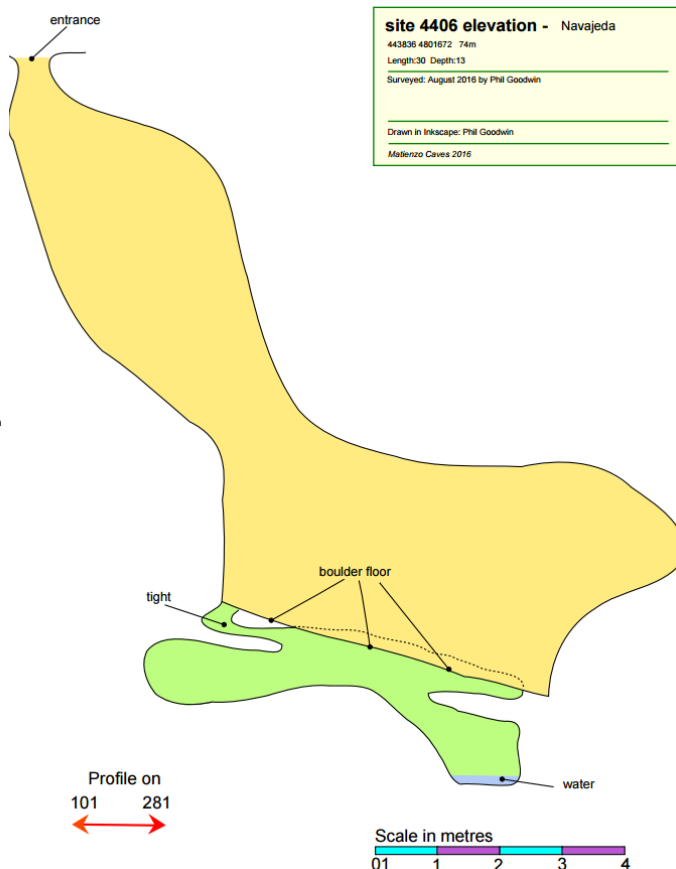 entrance
site 4406 elevation - Navajeda
443836 4801672 74m
Length:30 Depth:13
Surveyed: August 2016 by Phil Goodwin
Drawn in Inkscape: Phil Goodwin
Matienzo Caves 2016
boulder floor
tight
water
Profile on
101 281
Scale in metres
01 1 2 3 4